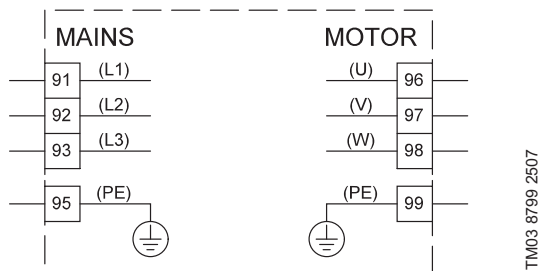 MAINS
91 (L1)
92 (L2)
93 (L3)
95 (PE)
MOTOR
(U) 96
(V) 97
(W) 98
(PE) 99
TM03 8799 2507